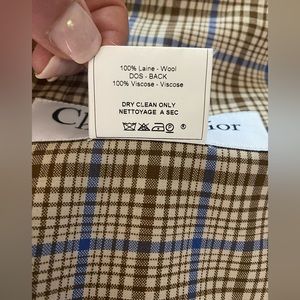 100% Laine - Wool
DOS - BACK
100% Viscose - Viscose
DRY CLEAN ONLY
NETTOYAGE A SEC